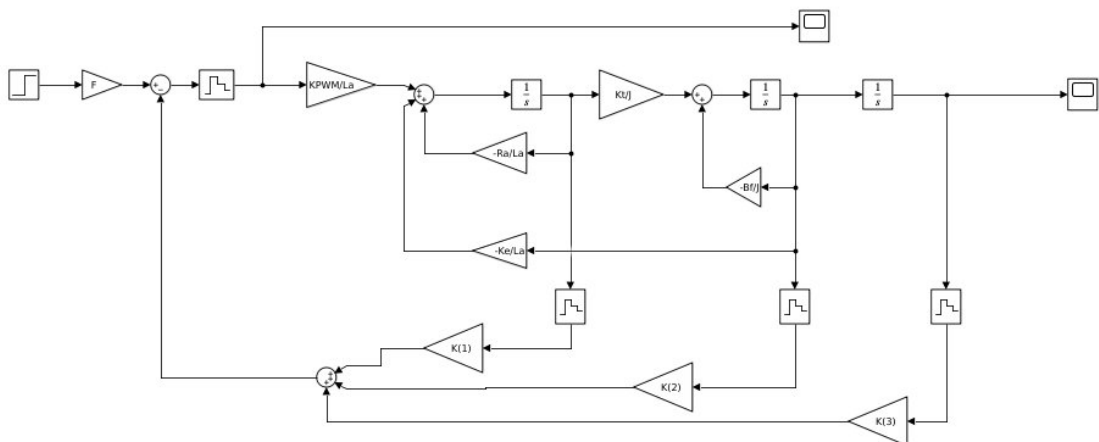 F
KPWM/La
1
s
Kt/J
1
s
1
s
-Ra/La
-Bf/J
-Ke/La
K(1)
K(2)
K(3)